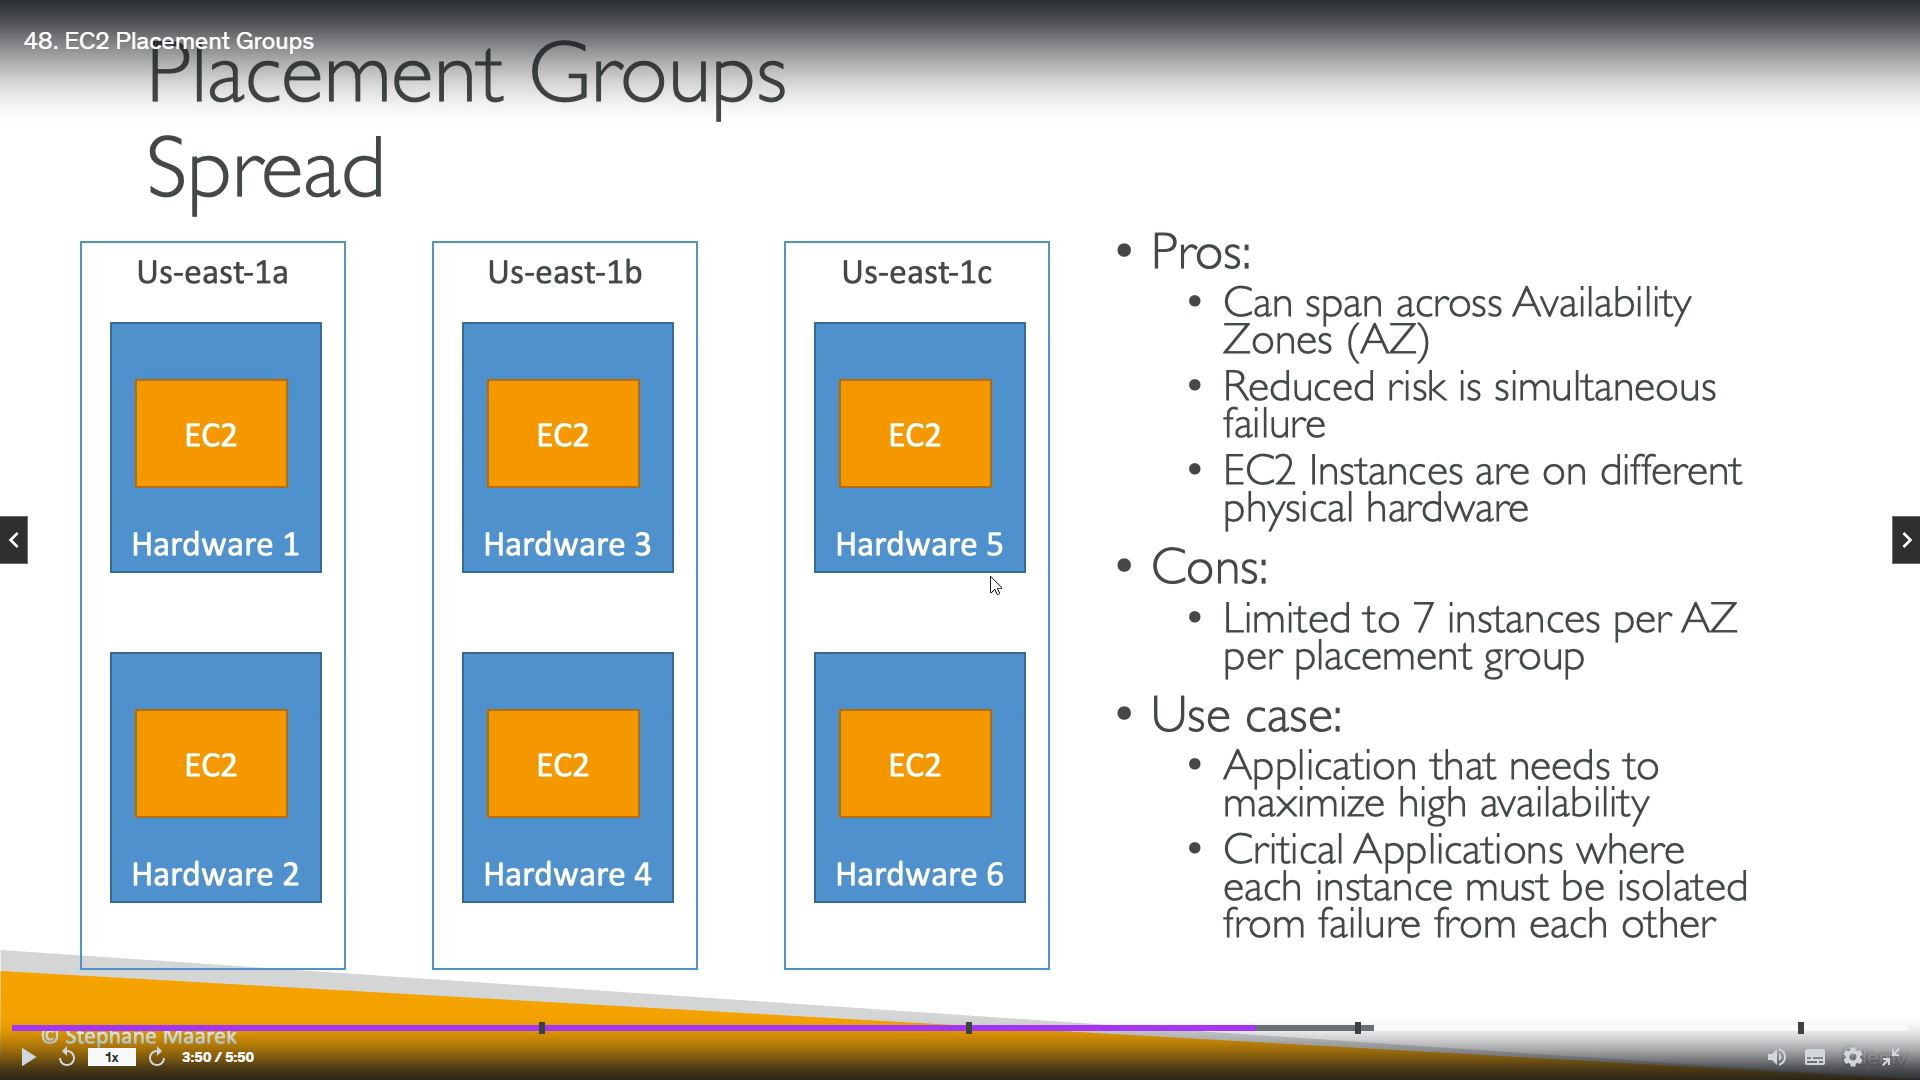 48. EC2 Placement Groups
Placement Groups
Spread
Us-east-1a
EC2
Hardware 1
EC2
Hardware 2
Us-east-1b
EC2
Hardware 3
EC2
Hardware 4
Us-east-1c
EC2
Hardware 5
EC2
Hardware 6
• Pros:
• Can span across Availability
Zones (AZ)
• Reduced risk is simultaneous
failure
• EC2 Instances are on different
physical hardware
• Cons:
• Limited to 7 instances per AZ
per placement group
• Use case:
• Application that needs to
maximize high availability
• Critical Applications where
each instance must be isolated
from failure from each other
© Stephane Maarek
1x
3:50 / 5:50